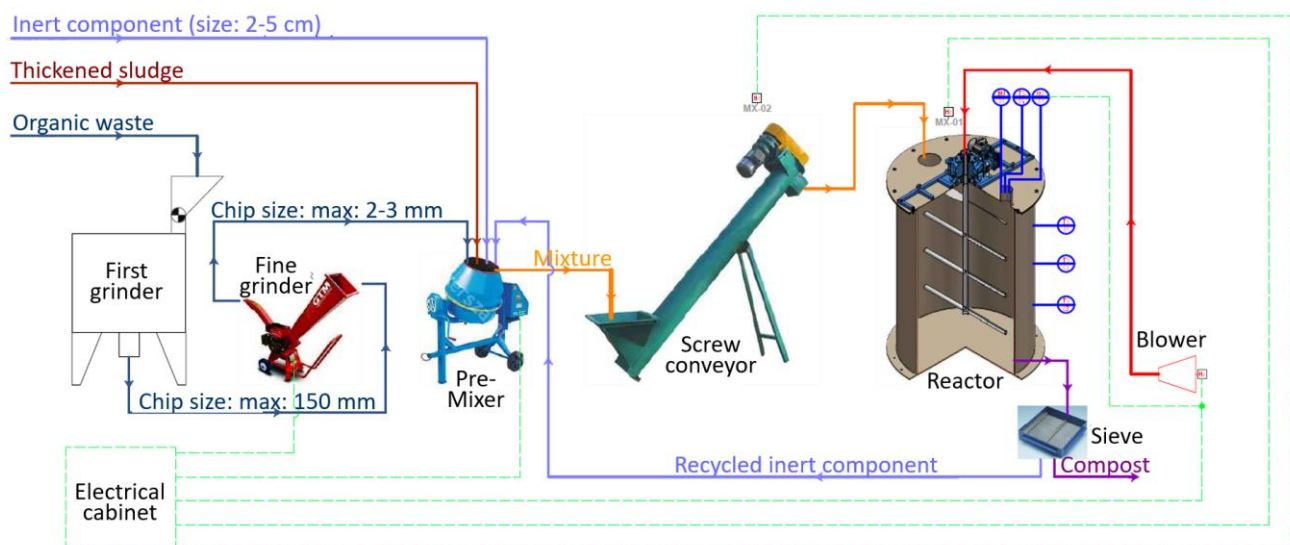 Inert component (size: 2-5 cm)
Thickened sludge
Organic waste
MX-02
MX-01
Chip size: max: 2-3 mm
First
grinder
Fine
grinder
GTM
Mixture
Pre-
Mixer
Screw
conveyor
Reactor
Blower
Chip size: max: 150 mm
Sieve
Recycled inert component
Compost
Electrical
cabinet